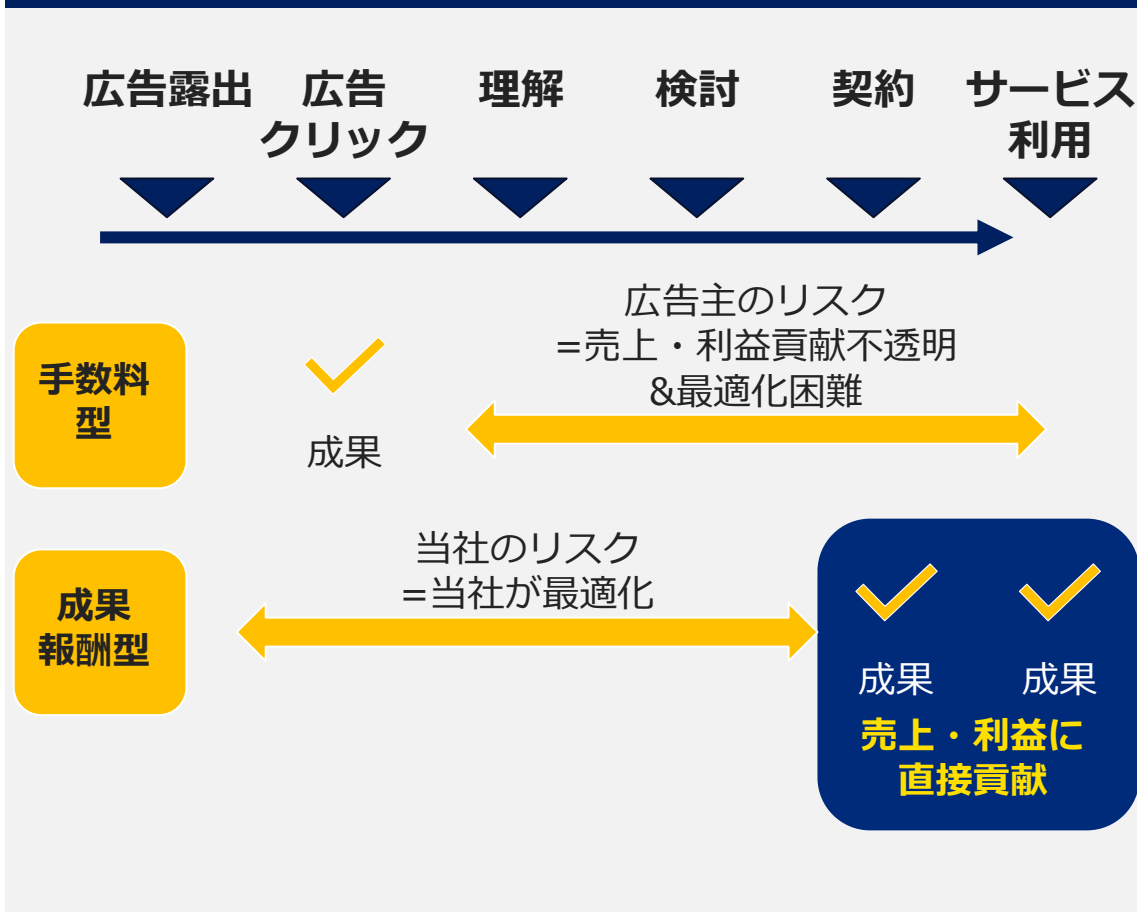 広告露出
広告
クリック
理解
検討
契約
サービス
利用
手数料
型
成果
広告主のリスク
=売上・利益貢献不透明
&最適化困難
成果
報酬型
当社のリスク
=当社が最適化
成果
成果
売上・利益に
直接貢献